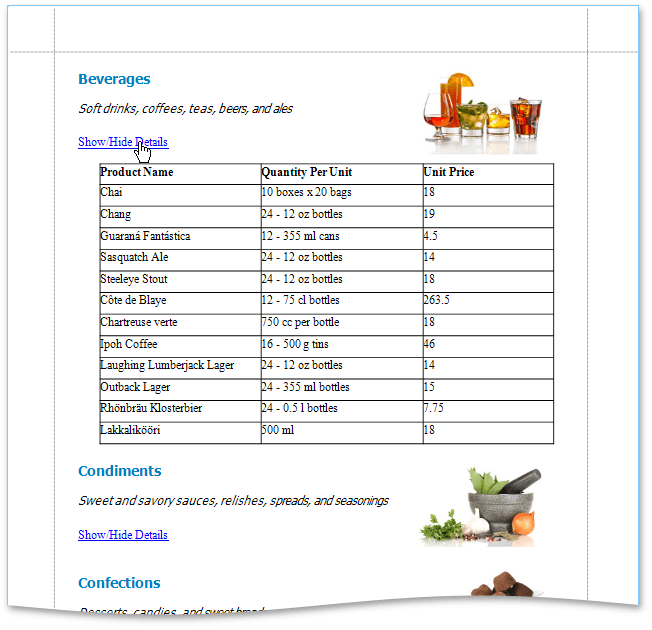 Beverages
Soft drinks, coffees, teas, beers, and ales
Show/Hide Details
Product Name Quantity Per Unit Unit Price
Chai 10 boxes x 20 bags 18
Chang 24 - 12 oz bottles 19
Guaraná Fantástica 12 - 355 ml cans 4.5
Sasquatch Ale 24 - 12 oz bottles 14
Steeleye Stout 24 - 12 oz bottles 18
Côte de Blaye 12 - 75 cl bottles 263.5
Chartreuse verte 750 cc per bottle 18
Ipoh Coffee 16 - 500 g tins 46
Laughing Lumberjack Lager 24 - 12 oz bottles 14
Outback Lager 24 - 355 ml bottles 15
Rhönbräu Klosterbier 24 - 0.5 l bottles 7.75
Lakkalikööri 500 ml 18
Condiments
Sweet and savory sauces, relishes, spreads, and seasonings
Show/Hide Details
Confections
Desserts, candies, and sweet bread